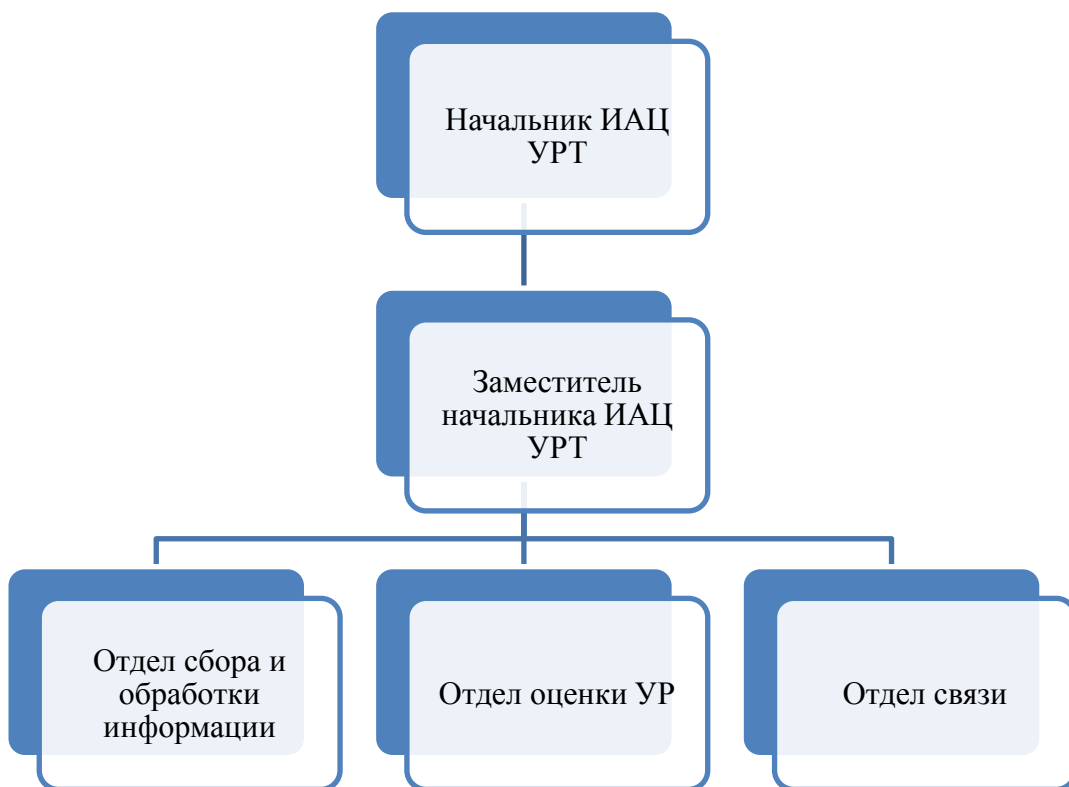 Начальник ИАЦ
УРТ
Заместитель
начальника ИАЦ
УРТ
Отдел сбора и
обработки
информации
Отдел оценки УР
Отдел связи